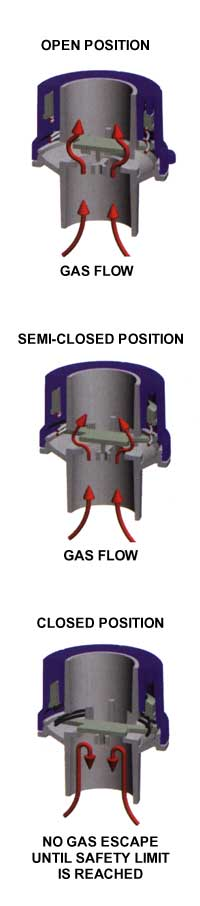 OPEN POSITION
GAS FLOW
SEMI-CLOSED POSITION
GAS FLOW
CLOSED POSITION
NO GAS ESCAPE
UNTIL SAFETY LIMIT
IS REACHED